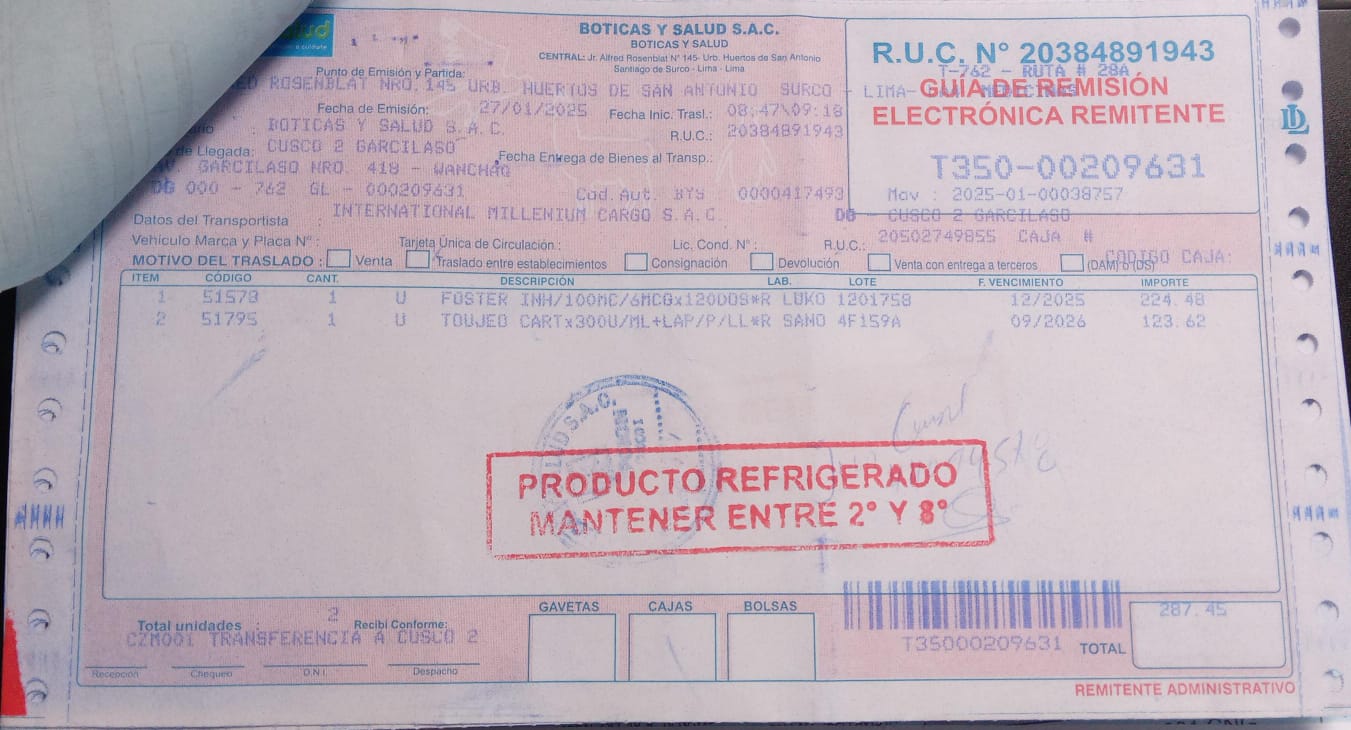 BOTICAS Y SALUD S.A.C.
BOTICAS Y SALUD
CENTRAL: Jr. Alfred Rosenblat N° 145- Urb. Huertos de San Antonio
Santiago de Surco - Lima - Lima
R.U.C. N° 20384891943
T-762 - RUTA # 28A
GUÍA DE REMISIÓN
ELECTRÓNICA REMITENTE
T350-00209631
Mov : 2025-01-00038757
Punto de Emisión y Partida:
ROSENBLAT NRO. 145 URB. HUERTOS DE SAN ANTONIO SURCO - LIMA-
Fecha de Emisión: 27/01/2025 Fecha Inic. Trasl.: 08:47\09:18
: BOTICAS Y SALUD S.A.C. R.U.C.: 20384891943
de Llegada: CUSCO 2 GARCILASO Fecha Entrega de Bienes al Transp.:
GARCILASO NRO. 418 - WANCHAQ
DG 000 - 762 GL - 000209631 Cod. Aut. BYS : 0000417493
DG - CUSCO 2 GARCILASO
Datos del Transportista : INTERNATIONAL MILLENIUM CARGO S.A.C.
Vehículo Marca y Placa N° : Tarjeta Única de Circulación : Lic. Cond. N° : R.U.C.: 20502749855 CAJA #
CODIGO CAJA:
MOTIVO DEL TRASLADO : Venta Traslado entre establecimientos Consignación Devolución Venta con entrega a terceros (DAM) o (DS)
ITEM CÓDIGO CANT. DESCRIPCIÓN LAB. LOTE F. VENCIMIENTO IMPORTE
1 51578 1 U FOSTER INH/100MC/6MCGx120DOS*R LUKO 1201758 12/2025 224.48
2 51795 1 U TOUJEO CARTx300U/ML+LAP/P/LL*R SANO 4F159A 09/2026 123.62
PRODUCTO REFRIGERADO
MANTENER ENTRE 2° Y 8°
Total unidades : 2 Recibí Conforme:
CZM001 TRANSFERENCIA A CUSCO 2
Recepción Chequeo D.N.I. Despacho
GAVETAS CAJAS BOLSAS
T35000209631
TOTAL 287.45
REMITENTE ADMINISTRATIVO